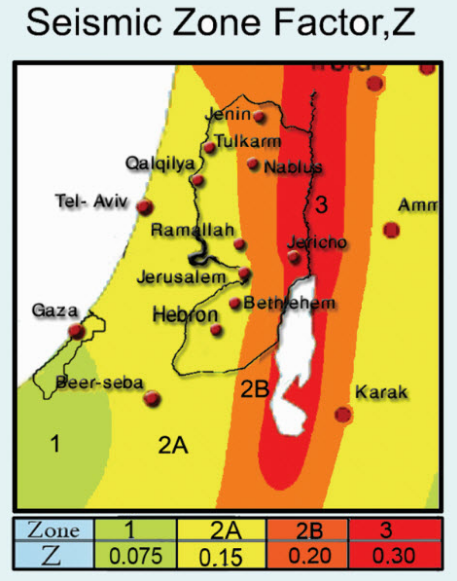 Seismic Zone Factor,Z
Jenin
Tulkarm
Qalqilya
Nablus
Tel- Aviv
3
Amm
Ramallah
Jericho
Jerusalem
Bethlehem
Gaza
Hebron
Beer-seba
2B
Karak
1
2A
Zone 1 2A 2B 3
Z 0.075 0.15 0.20 0.30